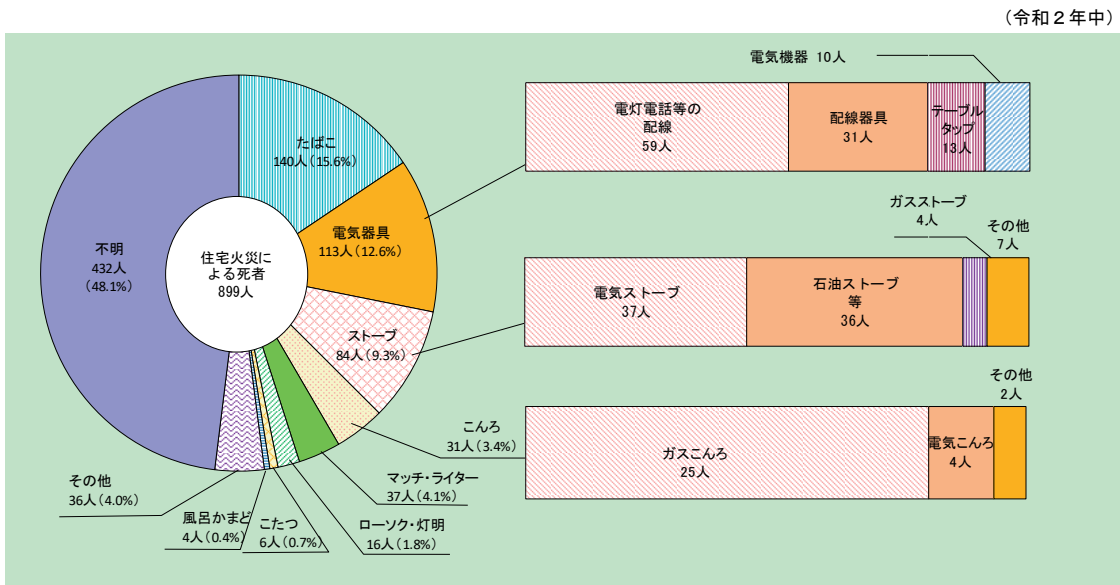 （令和２年中）
住宅火災に
よる死者
899人
たばこ
140人（15.6%）
電気器具
113人（12.6%）
ストーブ
84人（9.3%）
こんろ
31人（3.4%）
マッチ・ライター
37人（4.1%）
ローソク・灯明
16人（1.8%）
こたつ
6人（0.7%）
風呂かまど
4人（0.4%）
その他
36人（4.0%）
不明
432人
（48.1%）
電灯電話等の
配線
59人
配線器具
31人
テーブル
タップ
13人
電気機器 10人
電気ストーブ
37人
石油ストーブ
等
36人
ガスストーブ
4人
その他
7人
ガスこんろ
25人
電気こんろ
4人
その他
2人